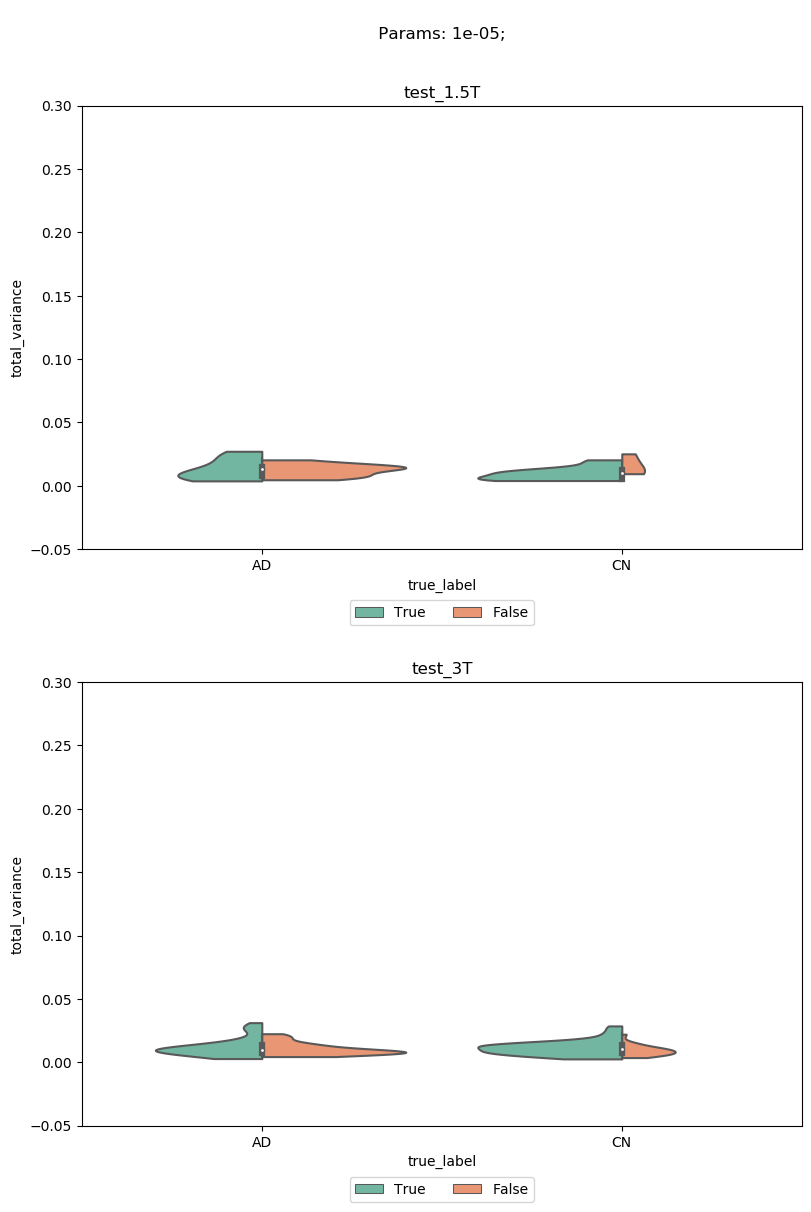 Params: 1e-05;
test_1.5T
0.30
0.25
0.20
0.15
0.10
0.05
0.00
−0.05
total_variance
AD CN
true_label
True False
test_3T
0.30
0.25
0.20
0.15
0.10
0.05
0.00
−0.05
total_variance
AD CN
true_label
True False